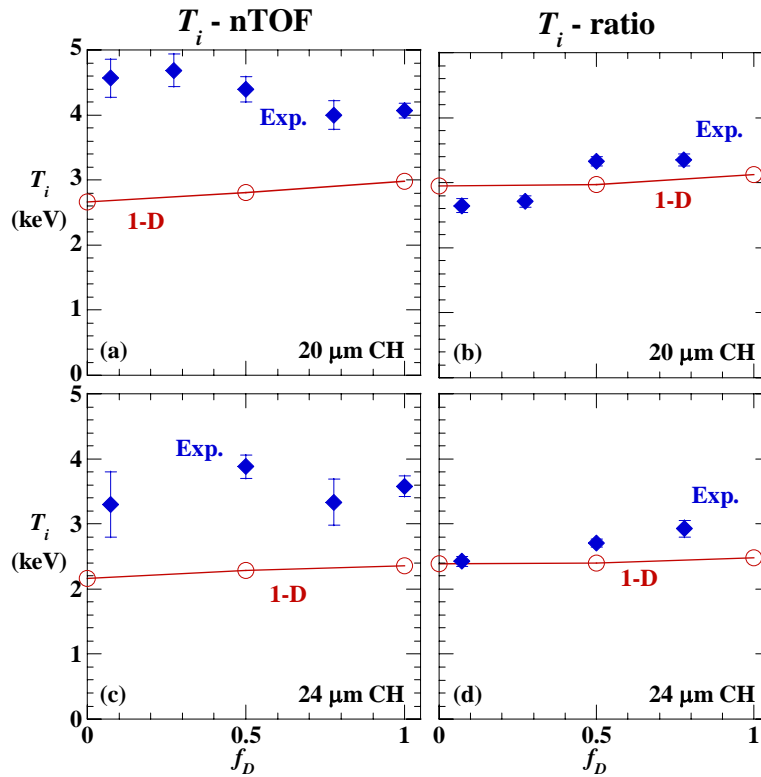 T_i - nTOF
T_i - ratio
5
4
3
2
1
T_i
(keV)
Exp.
1-D
(a)
20 μm CH
Exp.
1-D
(b)
20 μm CH
5
4
3
2
1
0
T_i
(keV)
Exp.
1-D
(c)
24 μm CH
Exp.
1-D
(d)
24 μm CH
0
0.5
1
f_D
0
0.5
1
f_D